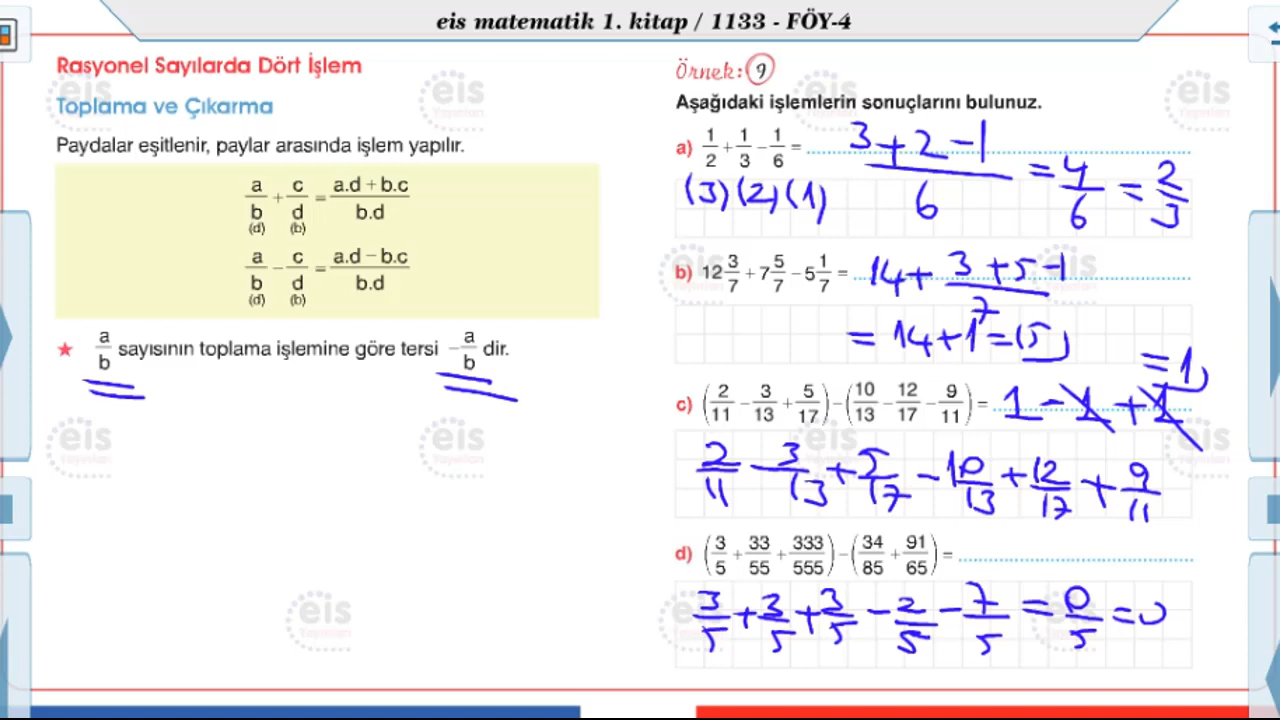 eis matematik 1. kitap / 1133 - FÖY-4
Rasyonel Sayılarda Dört İşlem
Toplama ve Çıkarma
Paydalar eşitlenir, paylar arasında işlem yapılır.
a/b (d) + c/d (b) = a.d + b.c / b.d
a/b (d) − c/d (b) = a.d − b.c / b.d
★ a/b sayısının toplama işlemine göre tersi −a/b dir.
Örnek: 9
Aşağıdaki işlemlerin sonuçlarını bulunuz.
a) 1/2 + 1/3 − 1/6 = 3+2−1 / 6 = 4/6 = 2/3
(3) (2) (1)
b) 12 3/7 + 7 5/7 − 5 1/7 = 14 + 3+5−1 / 7
= 14+1 = 15
c) (2/11 − 3/13 + 5/17) − (10/13 − 12/17 − 9/11) = 1 − 1 + 1 = 1
2/11 − 3/13 + 5/17 − 10/13 + 12/17 + 9/11
d) (3/5 + 33/55 + 333/555) − (34/85 + 91/65) =
3/5 + 3/5 + 3/5 − 2/5 − 7/5 = 0/5 = 0
eis Yayınları